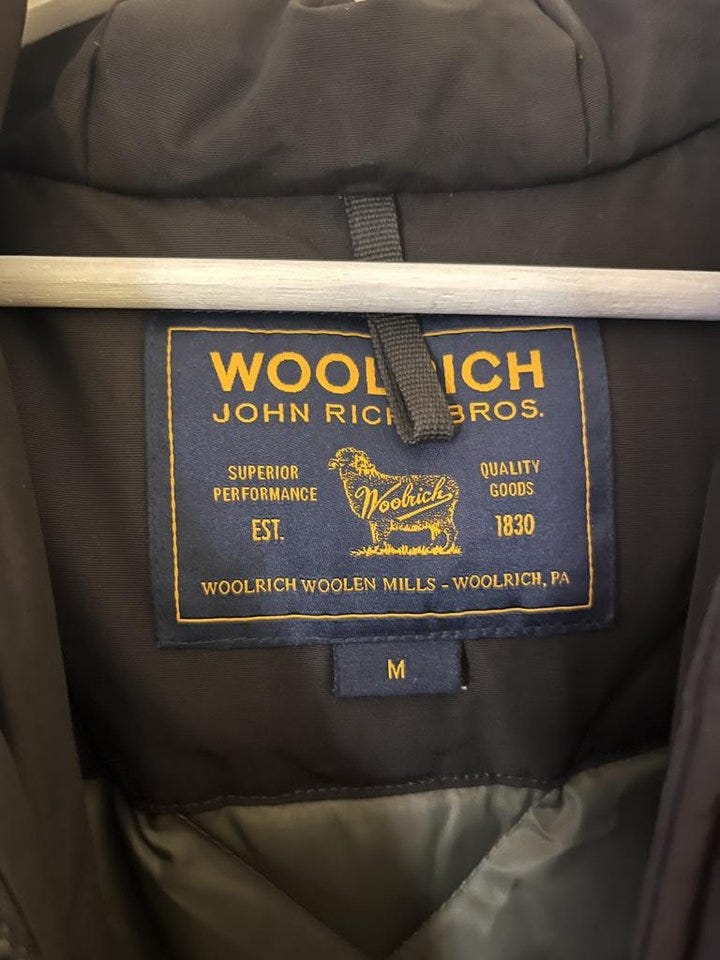 WOOLRICH
JOHN RICH BROS.
SUPERIOR PERFORMANCE
EST.
Woolrich
QUALITY GOODS
1830
WOOLRICH WOOLEN MILLS - WOOLRICH, PA
M